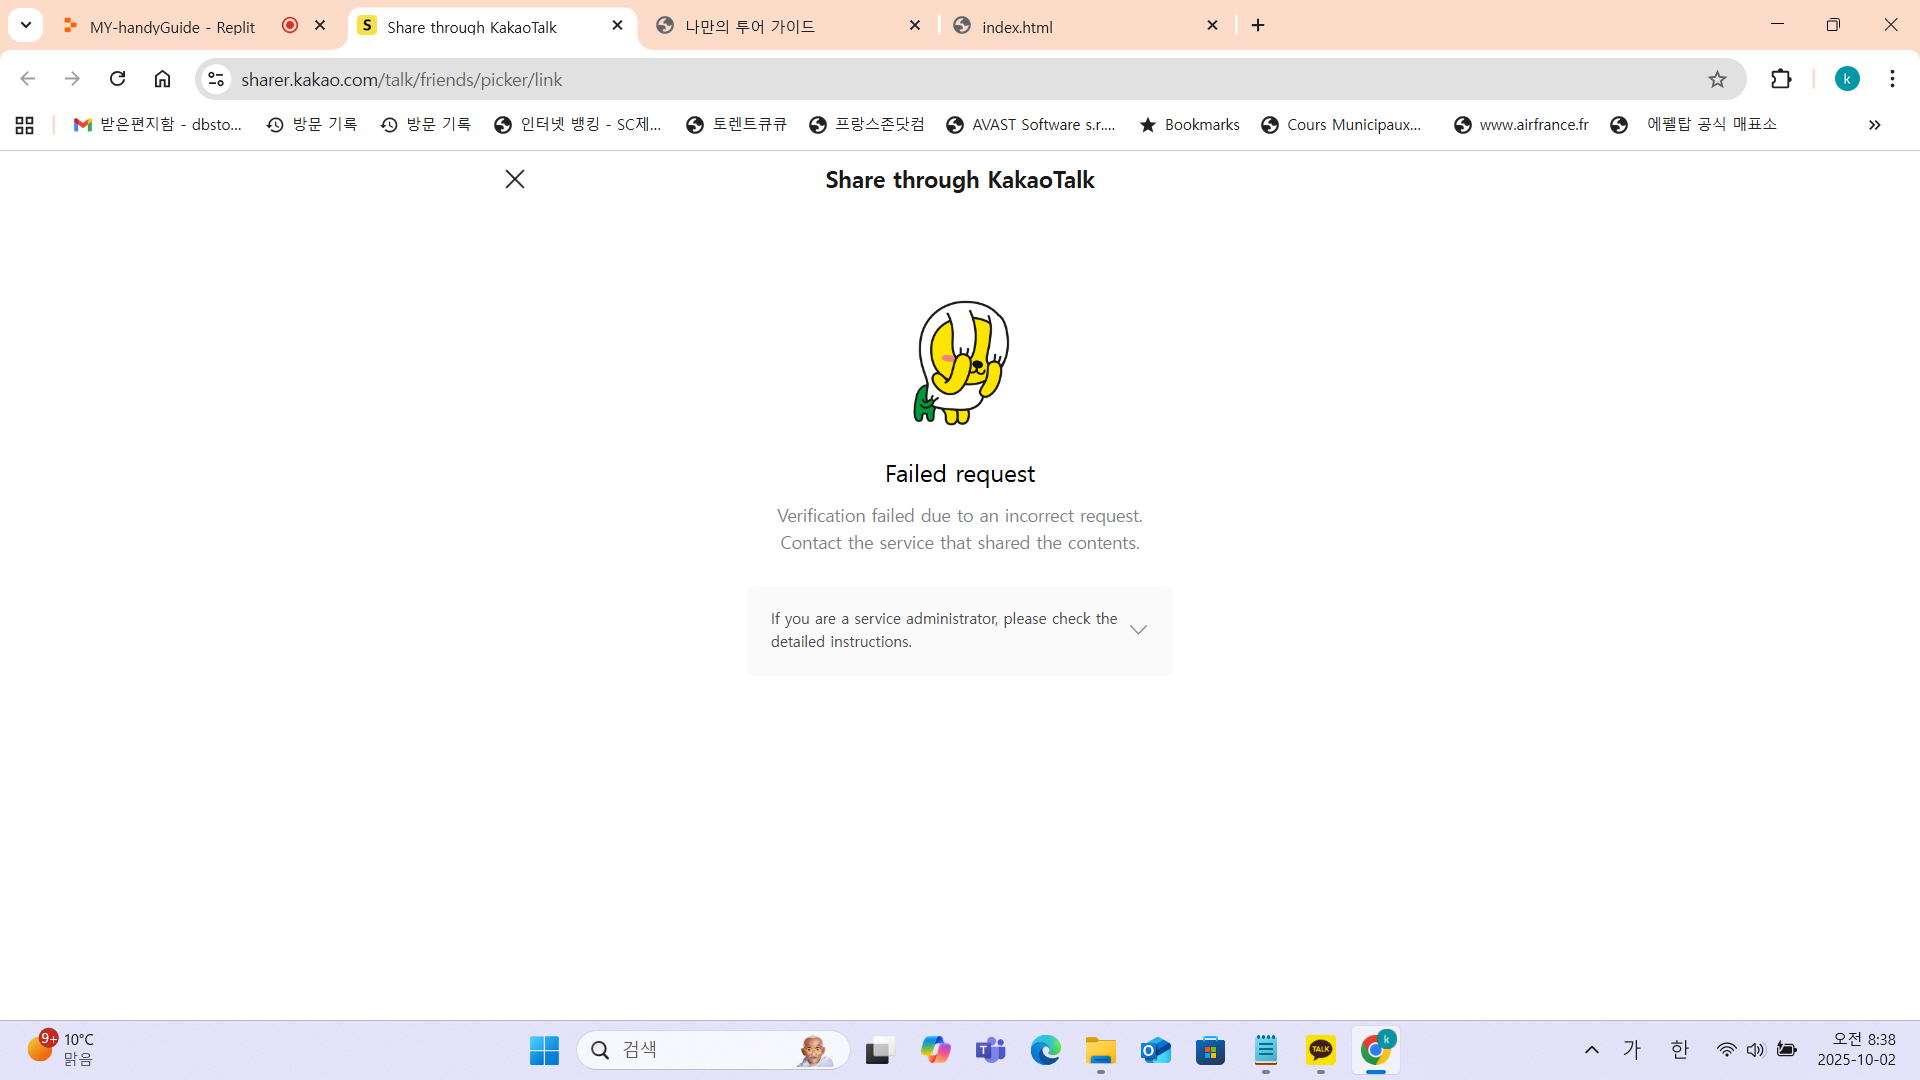 MY-handyGuide - Replit
S Share through KakaoTalk
나만의 투어 가이드
index.html
sharer.kakao.com/talk/friends/picker/link
k
받은편지함 - dbsto...
방문 기록
방문 기록
인터넷 뱅킹 - SC제...
토렌트큐큐
프랑스존닷컴
AVAST Software s.r....
Bookmarks
Cours Municipaux...
www.airfrance.fr
에펠탑 공식 매표소
»
Share through KakaoTalk
Failed request
Verification failed due to an incorrect request.
Contact the service that shared the contents.
If you are a service administrator, please check the
detailed instructions.
9+
10°C
맑음
검색
TALK
k
가
한
오전 8:38
2025-10-02